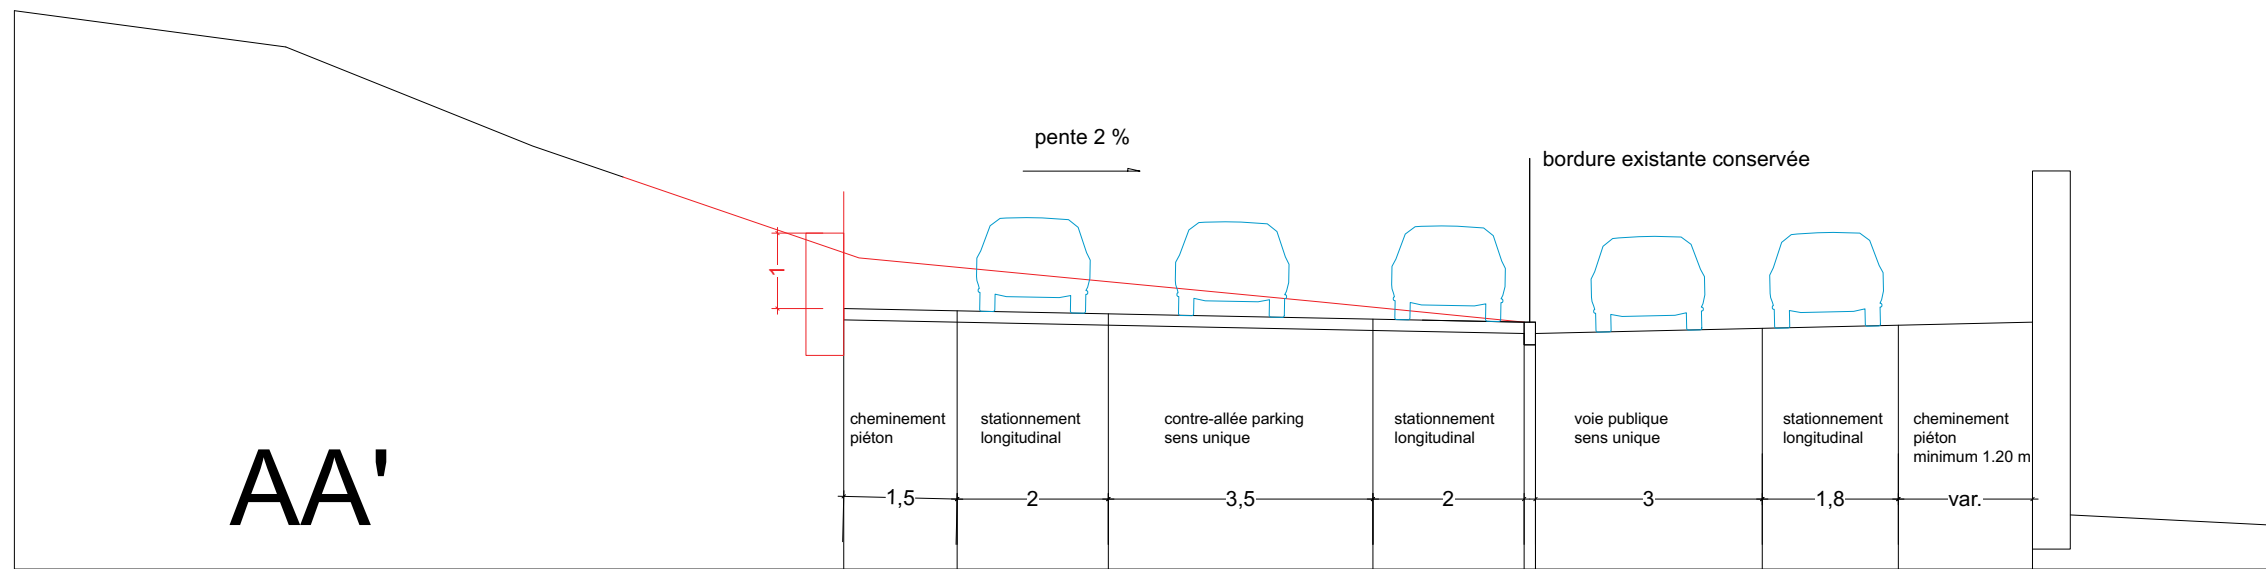 pente 2 %
bordure existante conservée
1
cheminement
piéton
stationnement
longitudinal
contre-allée parking
sens unique
stationnement
longitudinal
voie publique
sens unique
stationnement
longitudinal
cheminement
piéton
minimum 1.20 m
AA'
1,5
2
3,5
2
3
1,8
var.